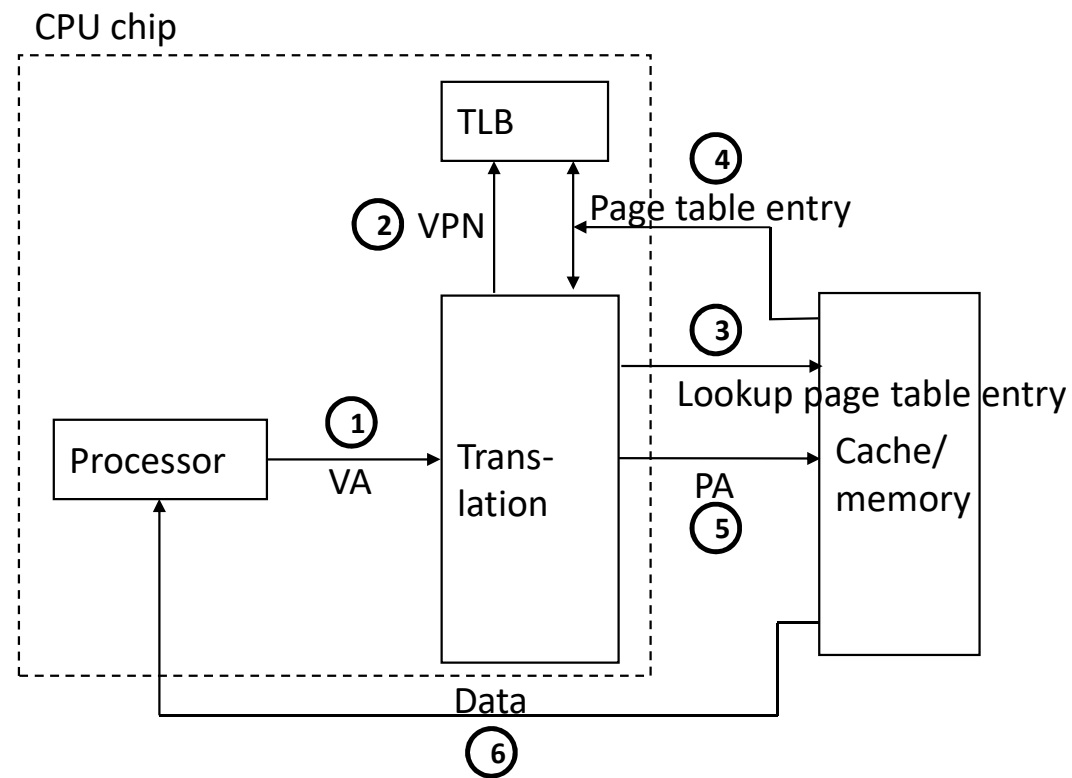 CPU chip
TLB
4
2 VPN
Page table entry
3
Lookup page table entry
1
Processor
VA
Trans-
lation
PA
5
Cache/
memory
Data
6